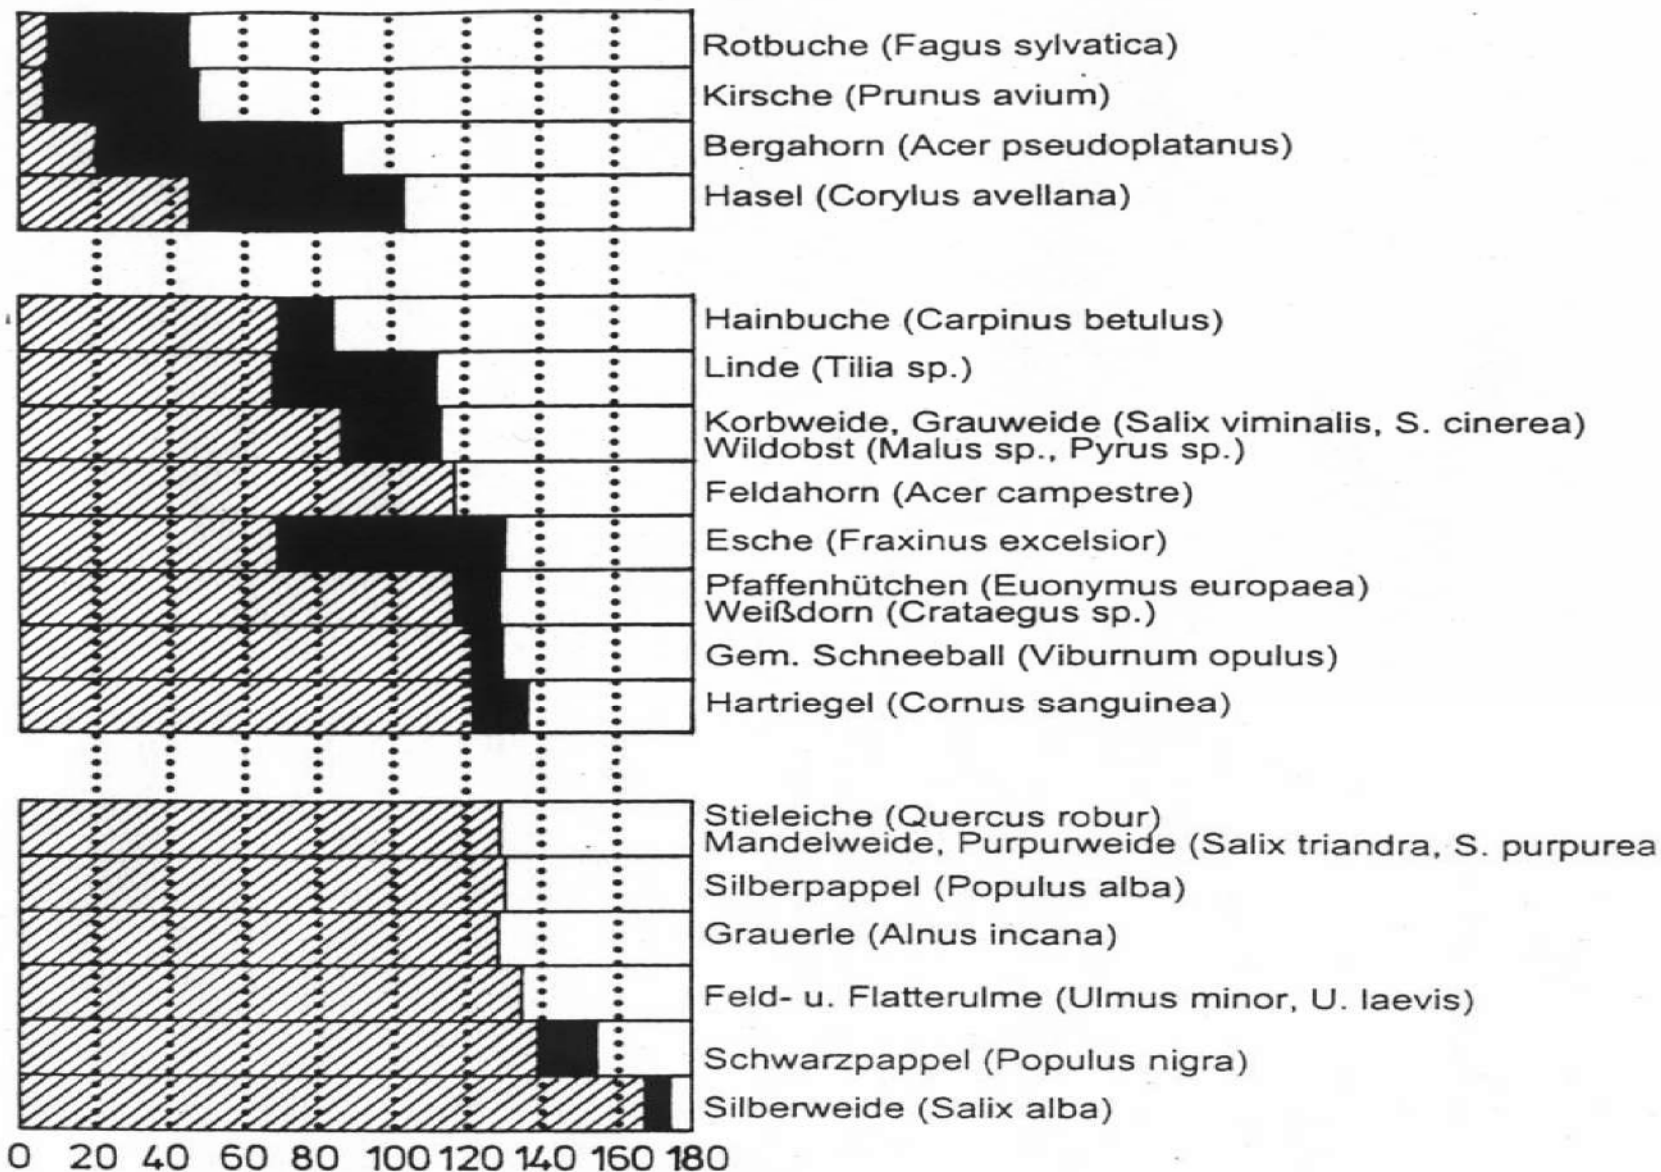 Rotbuche (Fagus sylvatica)
Kirsche (Prunus avium)
Bergahorn (Acer pseudoplatanus)
Hasel (Corylus avellana)
Hainbuche (Carpinus betulus)
Linde (Tilia sp.)
Korbweide, Grauweide (Salix viminalis, S. cinerea)
Wildobst (Malus sp., Pyrus sp.)
Feldahorn (Acer campestre)
Esche (Fraxinus excelsior)
Pfaffenhütchen (Euonymus europaea)
Weißdorn (Crataegus sp.)
Gem. Schneeball (Viburnum opulus)
Hartriegel (Cornus sanguinea)
Stieleiche (Quercus robur)
Mandelweide, Purpurweide (Salix triandra, S. purpurea
Silberpappel (Populus alba)
Grauerle (Alnus incana)
Feld- u. Flatterulme (Ulmus minor, U. laevis)
Schwarzpappel (Populus nigra)
Silberweide (Salix alba)
0 20 40 60 80 100 120 140 160 180